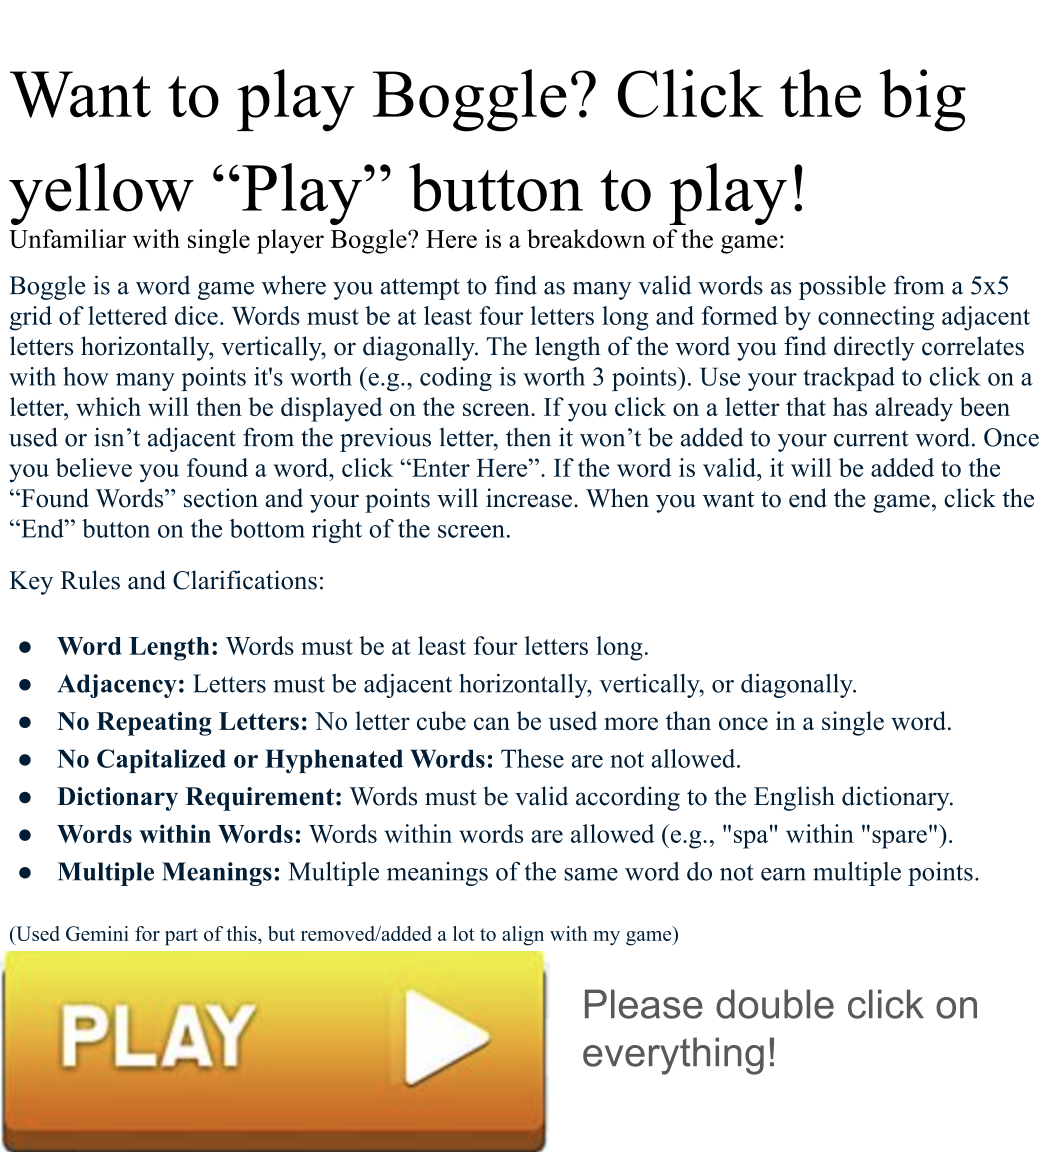 Want to play Boggle? Click the big
yellow “Play” button to play!
Unfamiliar with single player Boggle? Here is a breakdown of the game:
Boggle is a word game where you attempt to find as many valid words as possible from a 5x5
grid of lettered dice. Words must be at least four letters long and formed by connecting adjacent
letters horizontally, vertically, or diagonally. The length of the word you find directly correlates
with how many points it's worth (e.g., coding is worth 3 points). Use your trackpad to click on a
letter, which will then be displayed on the screen. If you click on a letter that has already been
used or isn’t adjacent from the previous letter, then it won’t be added to your current word. Once
you believe you found a word, click “Enter Here”. If the word is valid, it will be added to the
“Found Words” section and your points will increase. When you want to end the game, click the
“End” button on the bottom right of the screen.
Key Rules and Clarifications:
● Word Length: Words must be at least four letters long.
● Adjacency: Letters must be adjacent horizontally, vertically, or diagonally.
● No Repeating Letters: No letter cube can be used more than once in a single word.
● No Capitalized or Hyphenated Words: These are not allowed.
● Dictionary Requirement: Words must be valid according to the English dictionary.
● Words within Words: Words within words are allowed (e.g., "spa" within "spare").
● Multiple Meanings: Multiple meanings of the same word do not earn multiple points.
(Used Gemini for part of this, but removed/added a lot to align with my game)
PLAY
Please double click on
everything!